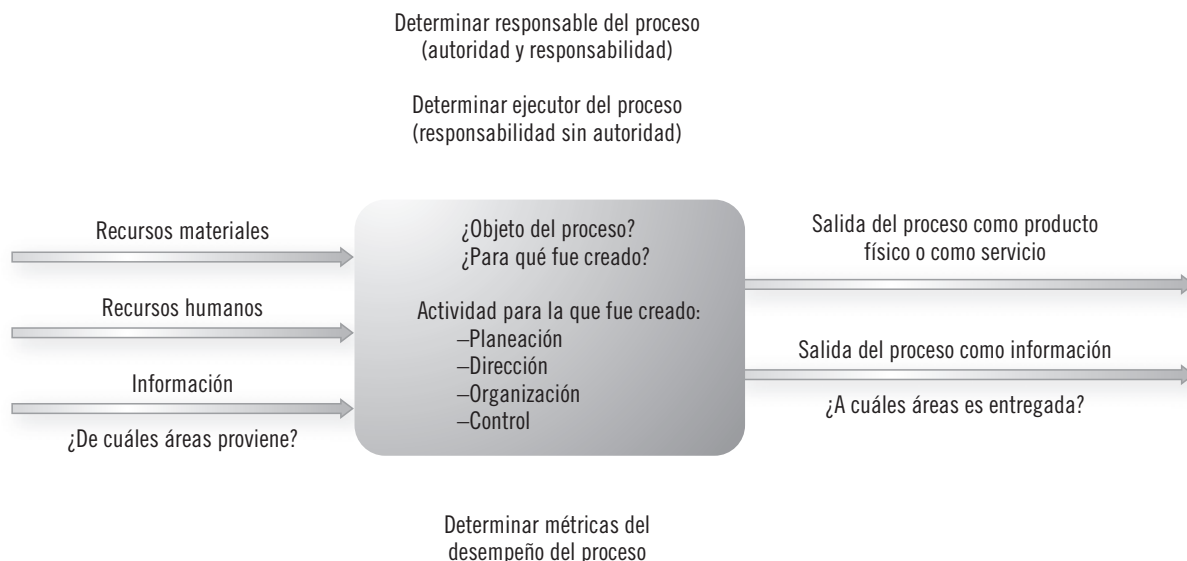 Determinar responsable del proceso
(autoridad y responsabilidad)
Determinar ejecutor del proceso
(responsabilidad sin autoridad)
Recursos materiales
Recursos humanos
Información
¿De cuáles áreas proviene?
¿Objeto del proceso?
¿Para qué fue creado?
Actividad para la que fue creado:
–Planeación
–Dirección
–Organización
–Control
Salida del proceso como producto
físico o como servicio
Salida del proceso como información
¿A cuáles áreas es entregada?
Determinar métricas del
desempeño del proceso